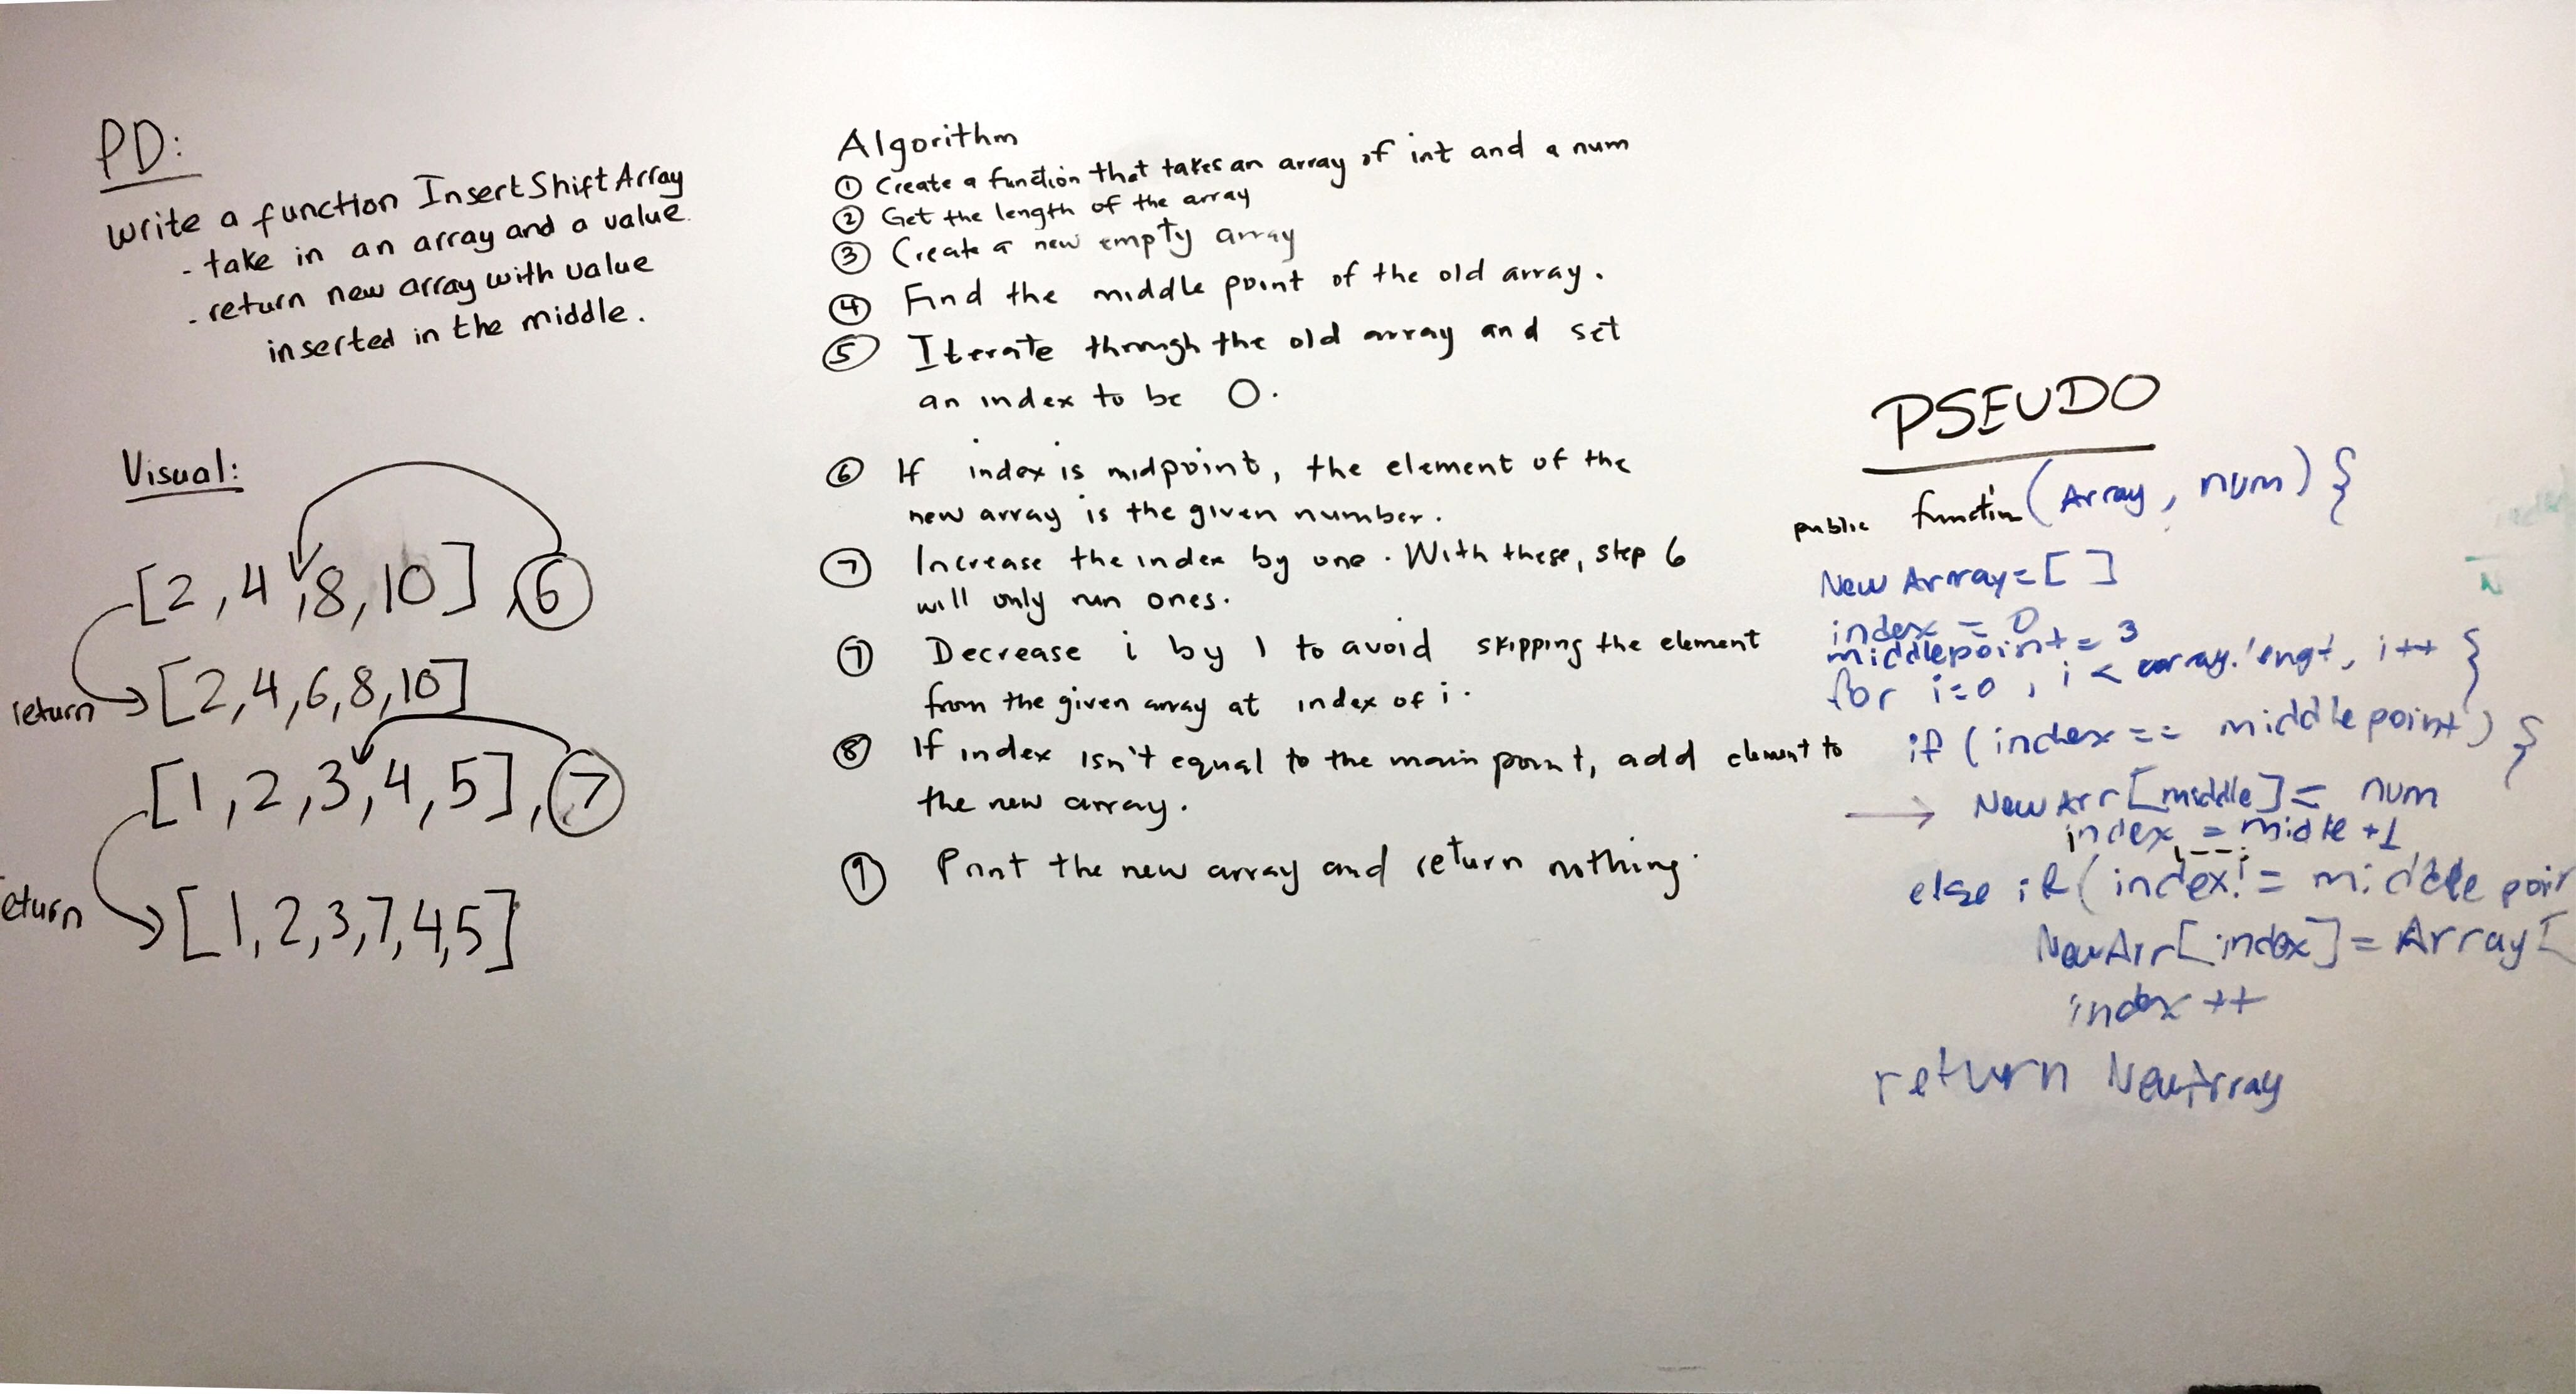 PD:
Write a function InsertShiftArray
- take in an array and a value.
- return new array with value
inserted in the middle.
Visual:
[2,4,8,10], 6
return [2,4,6,8,10]
[1,2,3,4,5], 7
eturn [1,2,3,7,4,5]
Algorithm
① Create a function that takes an array of int and a num
② Get the length of the array
③ Create a new empty array
④ Find the middle point of the old array.
⑤ Iterate through the old array and set
an index to be 0.
⑥ If index is midpoint, the element of the
new array is the given number.
⑦ Increase the index by one. With these, step 6
will only run ones.
⑦ Decrease i by 1 to avoid skipping the element
from the given array at index of i.
⑧ If index isn't equal to the main point, add element to
the new array.
⑨ Print the new array and return nothing.
PSEUDO
public function (Array, num) {
New Array = [ ]
index = 0
middlepoint = 3
for i=0, i < array.lengt, i++ {
if (index == middle point) {
→ New Arr [middle] = num
index = midle +1
i--;
else if (index != middle poin
NewArr[index] = Array [
index ++
return NewArray